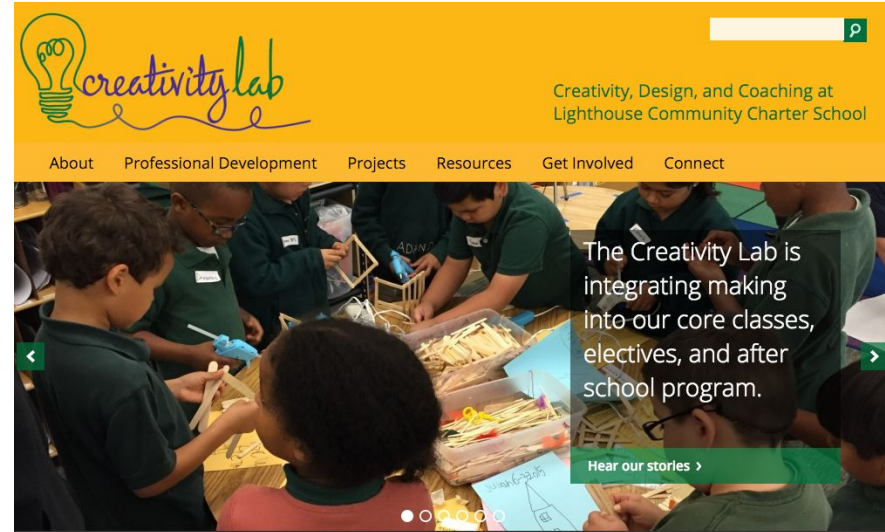 creativity lab
Creativity, Design, and Coaching at
Lighthouse Community Charter School
About Professional Development Projects Resources Get Involved Connect
The Creativity Lab is
integrating making
into our core classes,
electives, and after
school program.
Hear our stories ›